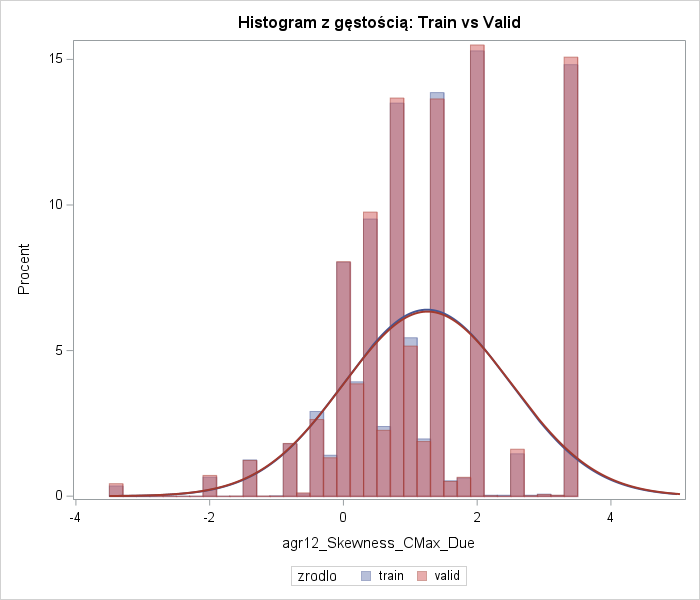 Histogram z gęstością: Train vs Valid
15
10
5
0
Procent
-4 -2 0 2 4
agr12_Skewness_CMax_Due
zrodlo train valid